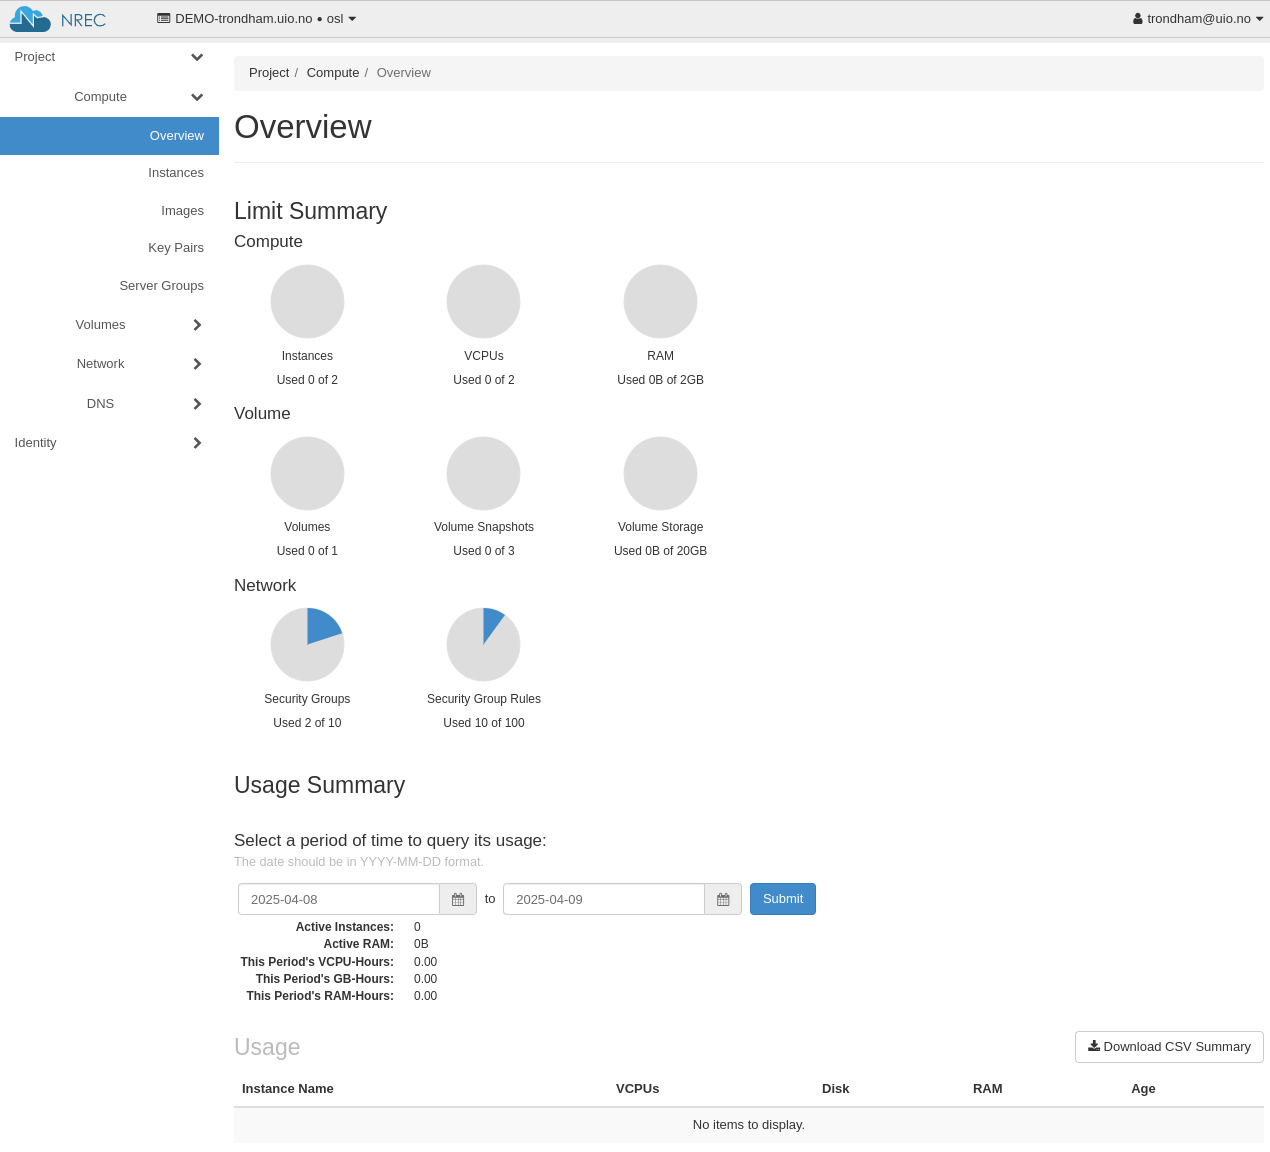 NREC
DEMO-trondham.uio.no • osl
trondham@uio.no
Project
Compute
Overview
Instances
Images
Key Pairs
Server Groups
Volumes
Network
DNS
Identity
Project / Compute / Overview
Overview
Limit Summary
Compute
Instances VCPUs RAM
Used 0 of 2 Used 0 of 2 Used 0B of 2GB
Volume
Volumes Volume Snapshots Volume Storage
Used 0 of 1 Used 0 of 3 Used 0B of 20GB
Network
Security Groups Security Group Rules
Used 2 of 10 Used 10 of 100
Usage Summary
Select a period of time to query its usage:
The date should be in YYYY-MM-DD format.
2025-04-08 to 2025-04-09 Submit
Active Instances: 0
Active RAM: 0B
This Period's VCPU-Hours: 0.00
This Period's GB-Hours: 0.00
This Period's RAM-Hours: 0.00
Usage Download CSV Summary
Instance Name VCPUs Disk RAM Age
No items to display.